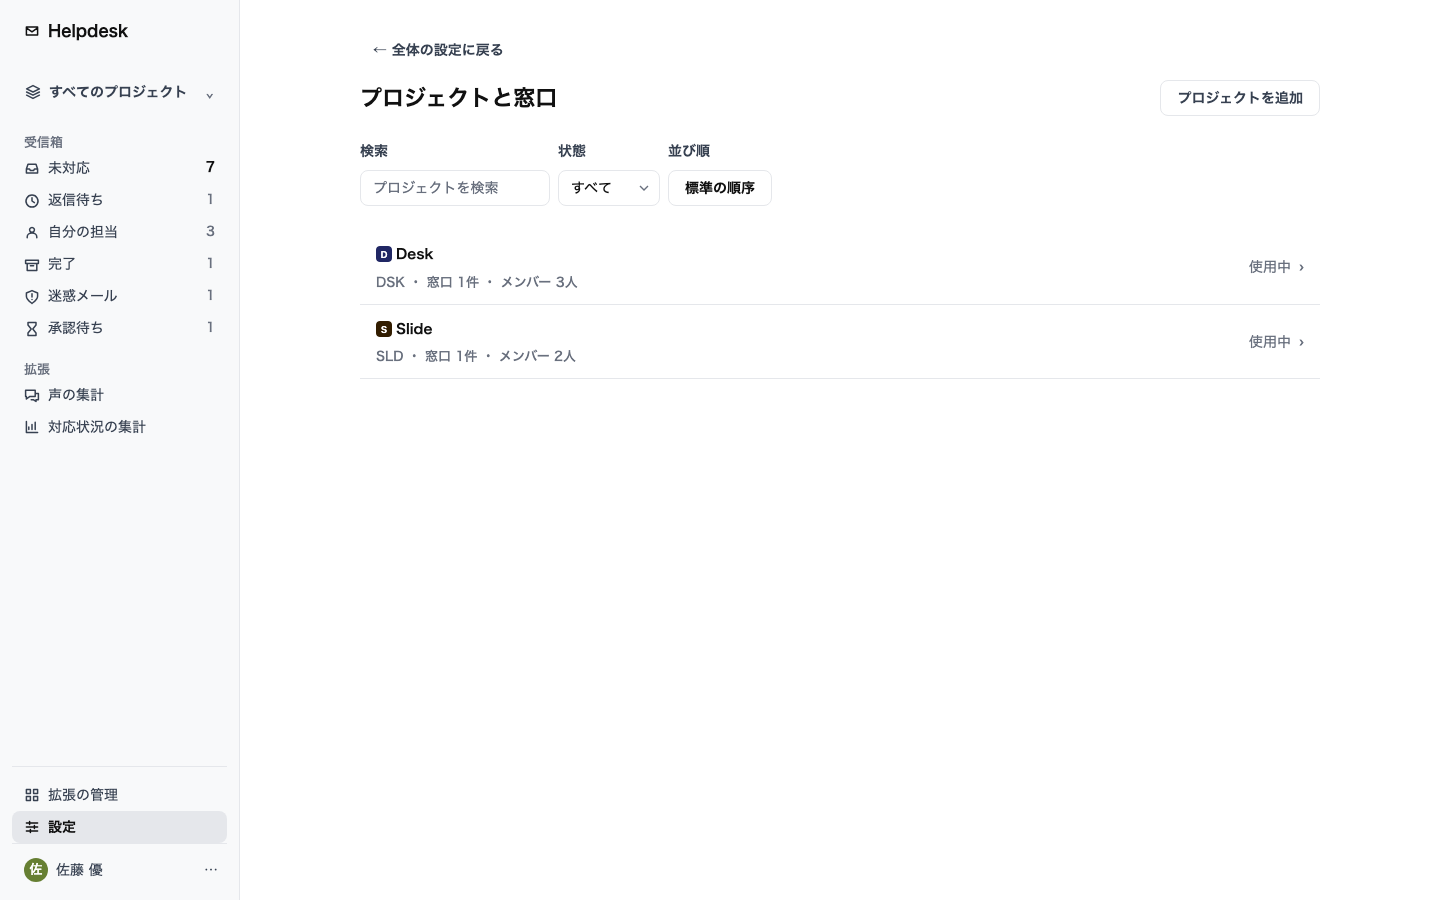 Helpdesk
すべてのプロジェクト
受信箱
未対応 7
返信待ち 1
自分の担当 3
完了 1
迷惑メール 1
承認待ち 1
拡張
声の集計
対応状況の集計
拡張の管理
設定
佐 佐藤 優 …
← 全体の設定に戻る
プロジェクトと窓口
プロジェクトを追加
検索 状態 並び順
プロジェクトを検索 すべて 標準の順序
D Desk
DSK ・ 窓口 1件 ・ メンバー 3人
使用中 ›
S Slide
SLD ・ 窓口 1件 ・ メンバー 2人
使用中 ›